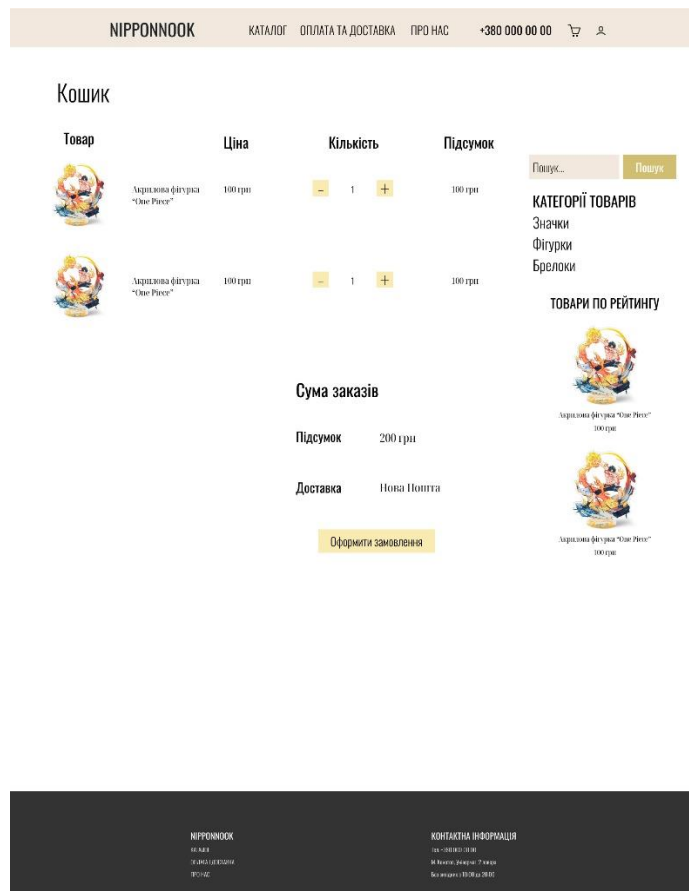 NIPPONNOOK
КАТАЛОГ
ОПЛАТА ТА ДОСТАВКА
ПРО НАС
+380 000 00 00
Кошик
Товар
Ціна
Кількість
Підсумок
Акрилова фігурка
“One Piece”
100 грн
–
1
+
100 грн
Акрилова фігурка
“One Piece”
100 грн
–
1
+
100 грн
Сума заказів
Підсумок
200 грн
Доставка
Нова Пошта
Оформити замовлення
Пошук...
Пошук
КАТЕГОРІЇ ТОВАРІВ
Значки
Фігурки
Брелоки
ТОВАРИ ПО РЕЙТИНГУ
Акрилова фігурка “One Piece”
100 грн
Акрилова фігурка “One Piece”
100 грн
NIPPONNOOK
КАТАЛОГ
ПРО НАС
КОНТАКТНА ІНФОРМАЦІЯ